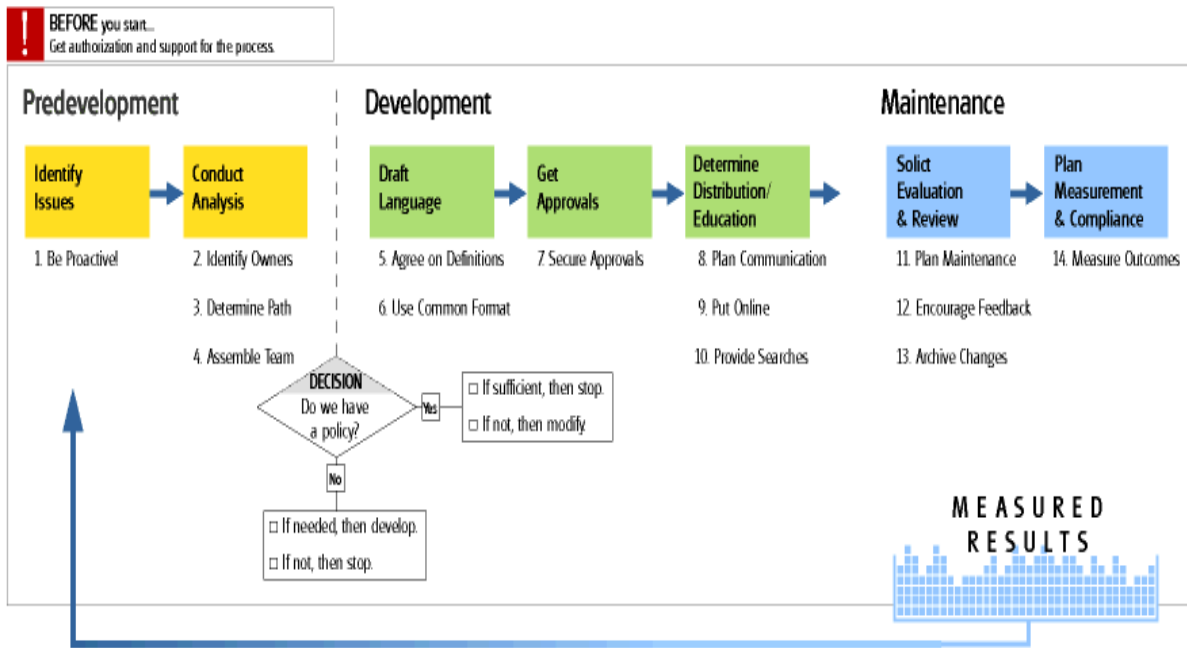 !
BEFORE you start...
Get authorization and support for the process.
Predevelopment
Development
Maintenance
Identify
Issues
Conduct
Analysis
Draft
Language
Get
Approvals
Determine
Distribution/
Education
Solict
Evaluation
& Review
Plan
Measurement
& Compliance
1. Be Proactive!
2. Identify Owners
3. Determine Path
4. Assemble Team
5. Agree on Definitions
6. Use Common Format
7. Secure Approvals
8. Plan Communication
9. Put Online
10. Provide Searches
11. Plan Maintenance
12. Encourage Feedback
13. Archive Changes
14. Measure Outcomes
DECISION
Do we have
a policy?
Yes
If sufficient, then stop.
If not, then modify.
No
If needed, then develop.
If not, then stop.
MEASURED
RESULTS